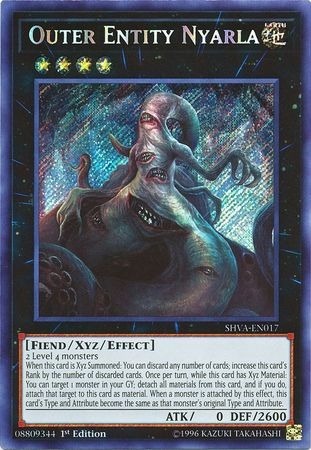 OUTER ENTITY NYARLA
SHVA-EN017
[FIEND/XYZ/EFFECT]
2 Level 4 monsters
When this card is Xyz Summoned: You can discard any number of cards; increase this card's
Rank by the number of discarded cards. Once per turn, while this card has Xyz Material:
You can target 1 monster in your GY; detach all materials from this card, and if you do,
attach that target to this card as material. When a monster is attached by this effect, this
card's Type and Attribute become the same as that monster's original Type and Attribute.
ATK/ 0 DEF/2600
08809344 1st Edition ©1996 KAZUKI TAKAHASHI